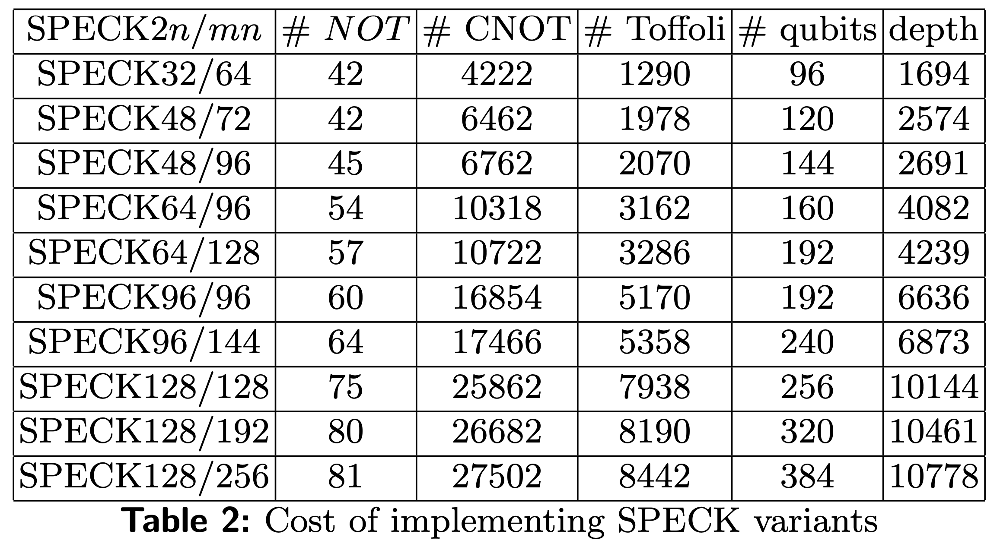 SPECK2n/mn # NOT # CNOT # Toffoli # qubits depth
SPECK32/64 42 4222 1290 96 1694
SPECK48/72 42 6462 1978 120 2574
SPECK48/96 45 6762 2070 144 2691
SPECK64/96 54 10318 3162 160 4082
SPECK64/128 57 10722 3286 192 4239
SPECK96/96 60 16854 5170 192 6636
SPECK96/144 64 17466 5358 240 6873
SPECK128/128 75 25862 7938 256 10144
SPECK128/192 80 26682 8190 320 10461
SPECK128/256 81 27502 8442 384 10778
Table 2: Cost of implementing SPECK variants